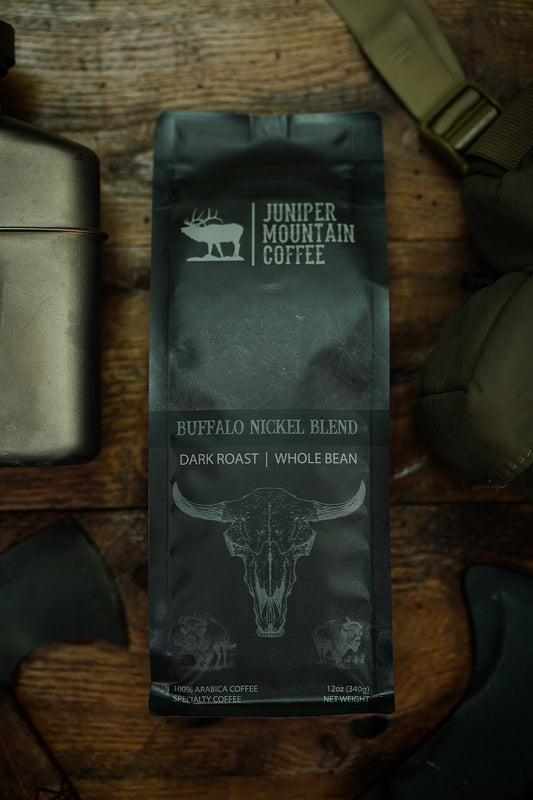 JUNIPER
MOUNTAIN
COFFEE
BUFFALO NICKEL BLEND
DARK ROAST | WHOLE BEAN
100% ARABICA COFFEE
SPECIALTY COFFEE
12oz (340g)
NET WEIGHT